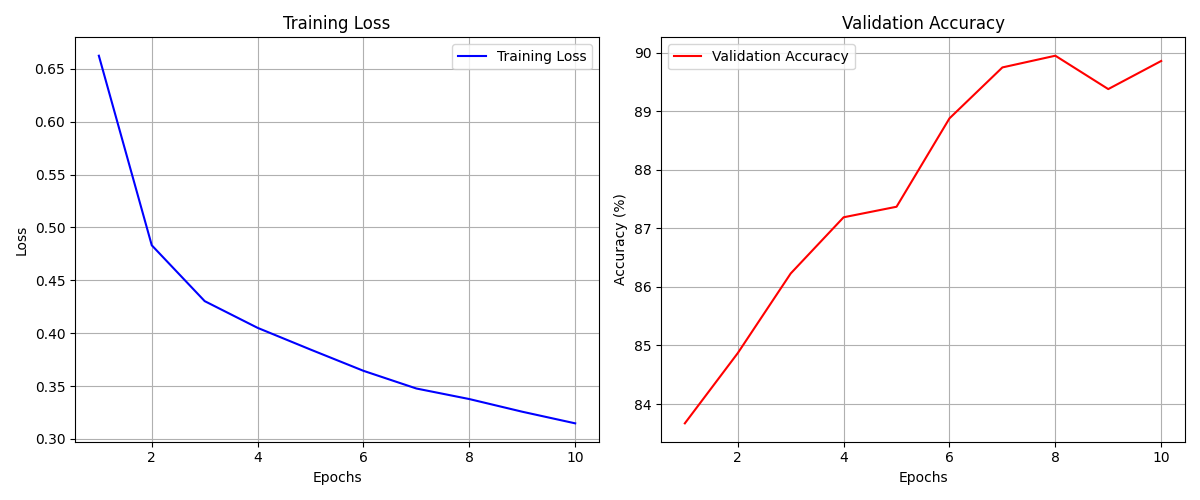 Training Loss
Training Loss
0.65
0.60
0.55
0.50
0.45
0.40
0.35
0.30
Loss
2 4 6 8 10
Epochs
Validation Accuracy
Validation Accuracy
90
89
88
87
86
85
84
Accuracy (%)
2 4 6 8 10
Epochs